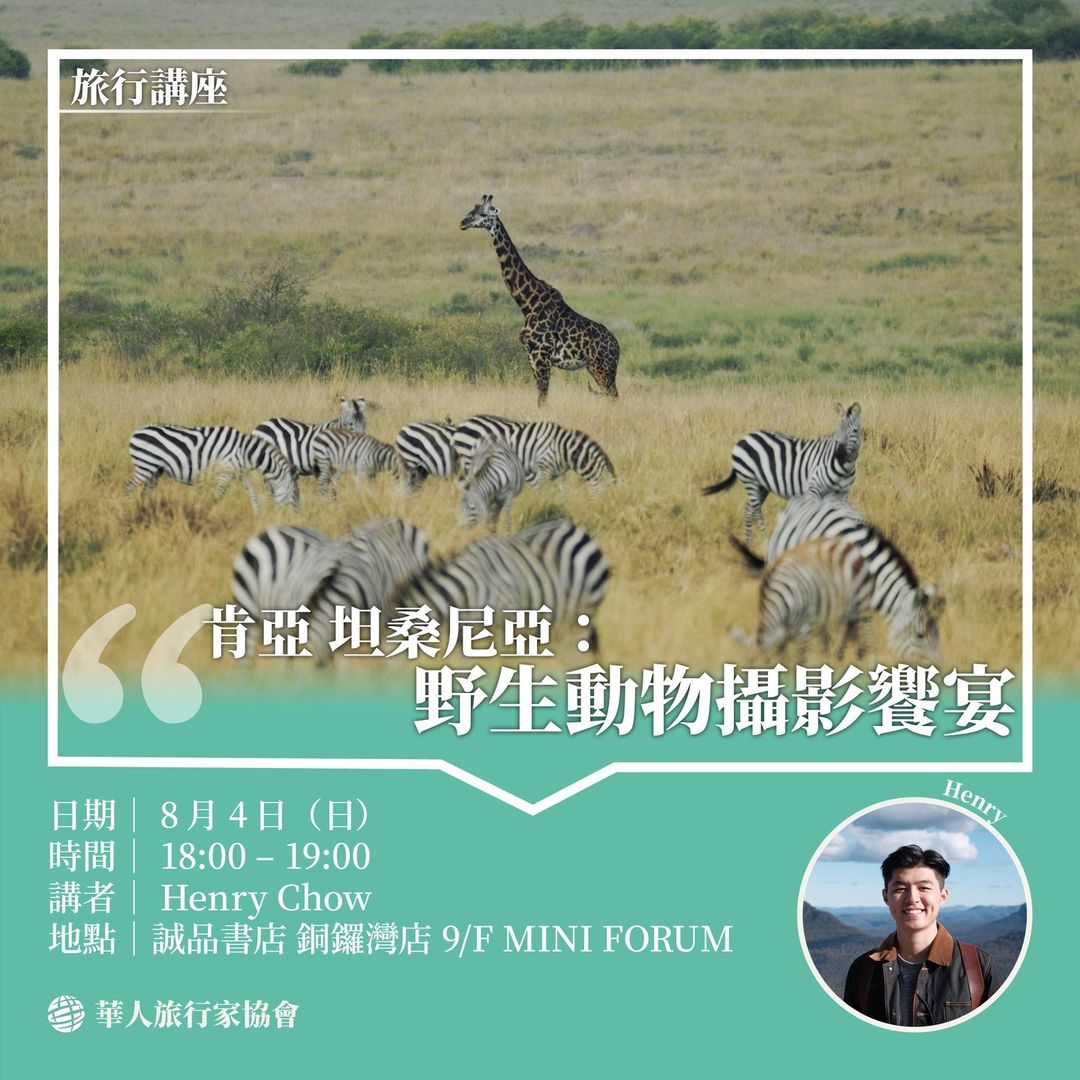 旅行講座
肯亞 坦桑尼亞：
野生動物攝影饗宴
日期｜ 8月4日（日）
時間｜ 18:00 – 19:00
講者｜ Henry Chow
地點｜誠品書店 銅鑼灣店 9/F MINI FORUM
Henry
華人旅行家協會